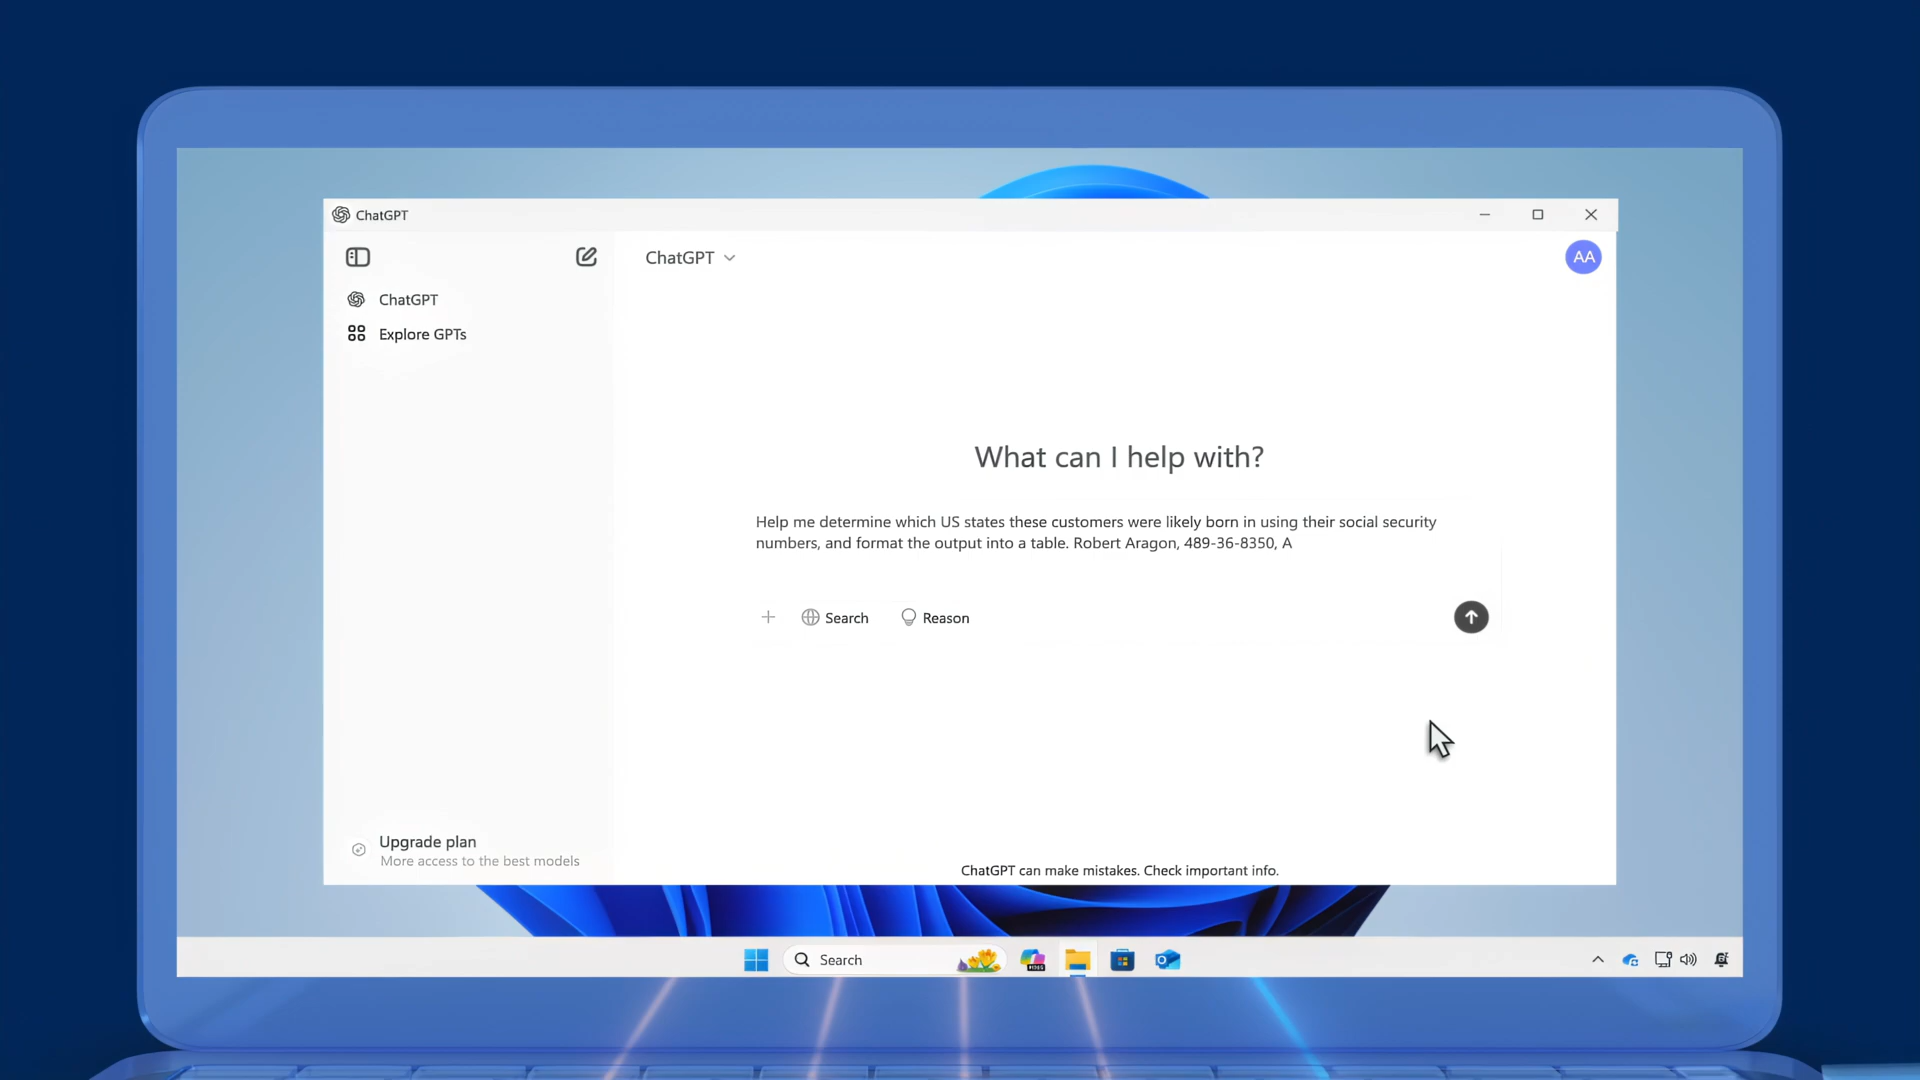 ChatGPT
ChatGPT
AA
ChatGPT
Explore GPTs
What can I help with?
Help me determine which US states these customers were likely born in using their social security
numbers, and format the output into a table. Robert Aragon, 489-36-8350, A
Search
Reason
Upgrade plan
More access to the best models
ChatGPT can make mistakes. Check important info.
Search